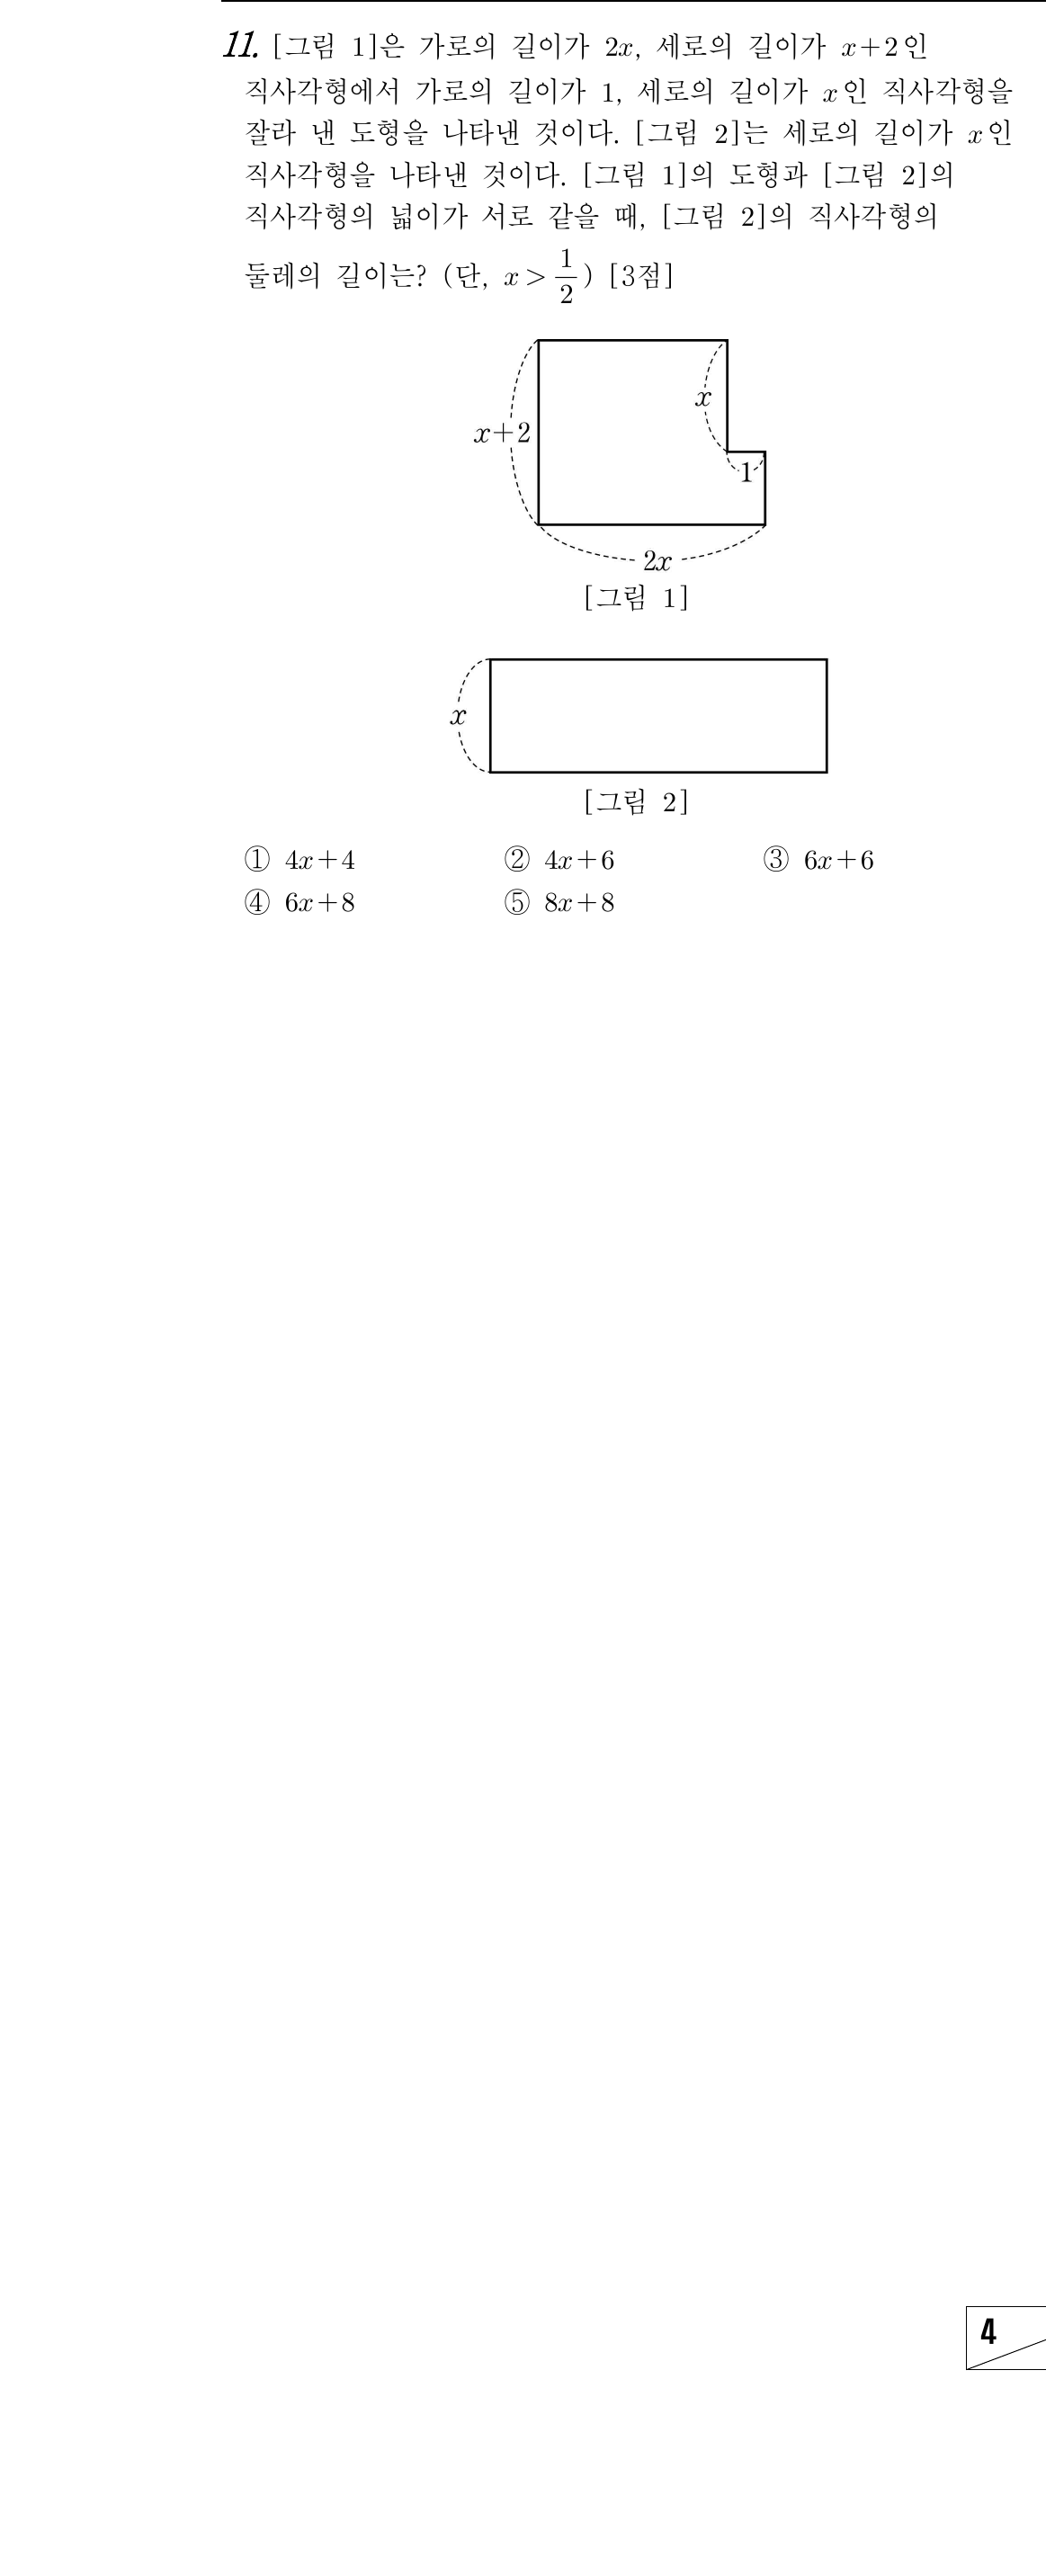 11. [그림 1]은 가로의 길이가 2x, 세로의 길이가 x+2인
직사각형에서 가로의 길이가 1, 세로의 길이가 x인 직사각형을
잘라 낸 도형을 나타낸 것이다. [그림 2]는 세로의 길이가 x인
직사각형을 나타낸 것이다. [그림 1]의 도형과 [그림 2]의
직사각형의 넓이가 서로 같을 때, [그림 2]의 직사각형의
둘레의 길이는? (단, x > 1/2) [3점]
x
x+2
1
2x
[그림 1]
x
[그림 2]
① 4x+4 ② 4x+6 ③ 6x+6
④ 6x+8 ⑤ 8x+8
4